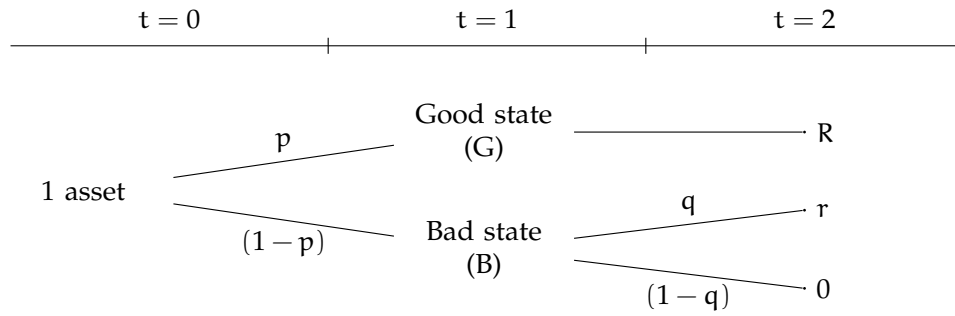 t = 0
t = 1
t = 2
Good state
(G)
p
R
1 asset
q
r
(1 − p)
Bad state
(B)
(1 − q)
0